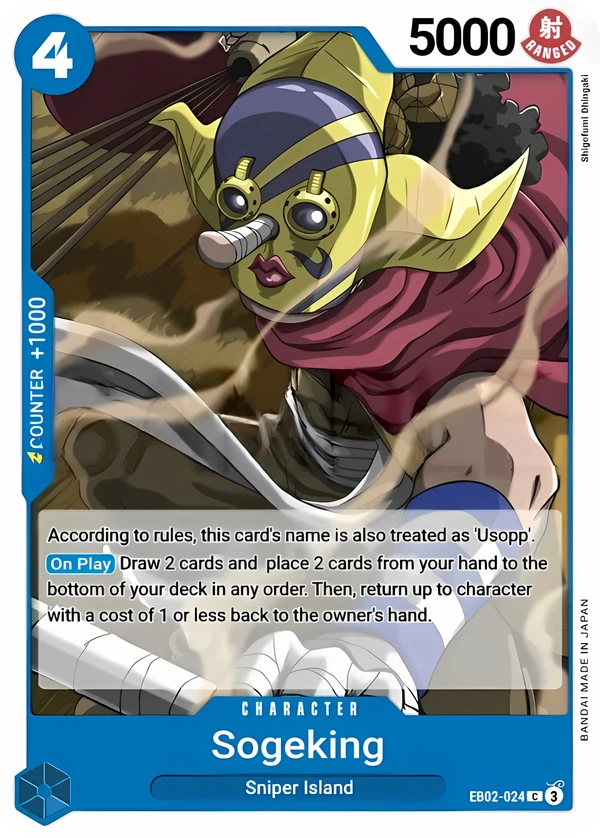 4
5000
射
RANGED
Shigefumi Dhingaki
COUNTER +1000
According to rules, this card's name is also treated as 'Usopp'.
On Play Draw 2 cards and place 2 cards from your hand to the
bottom of your deck in any order. Then, return up to character
with a cost of 1 or less back to the owner's hand.
BANDAI MADE IN JAPAN
CHARACTER
Sogeking
Sniper Island
EB02-024 C 3